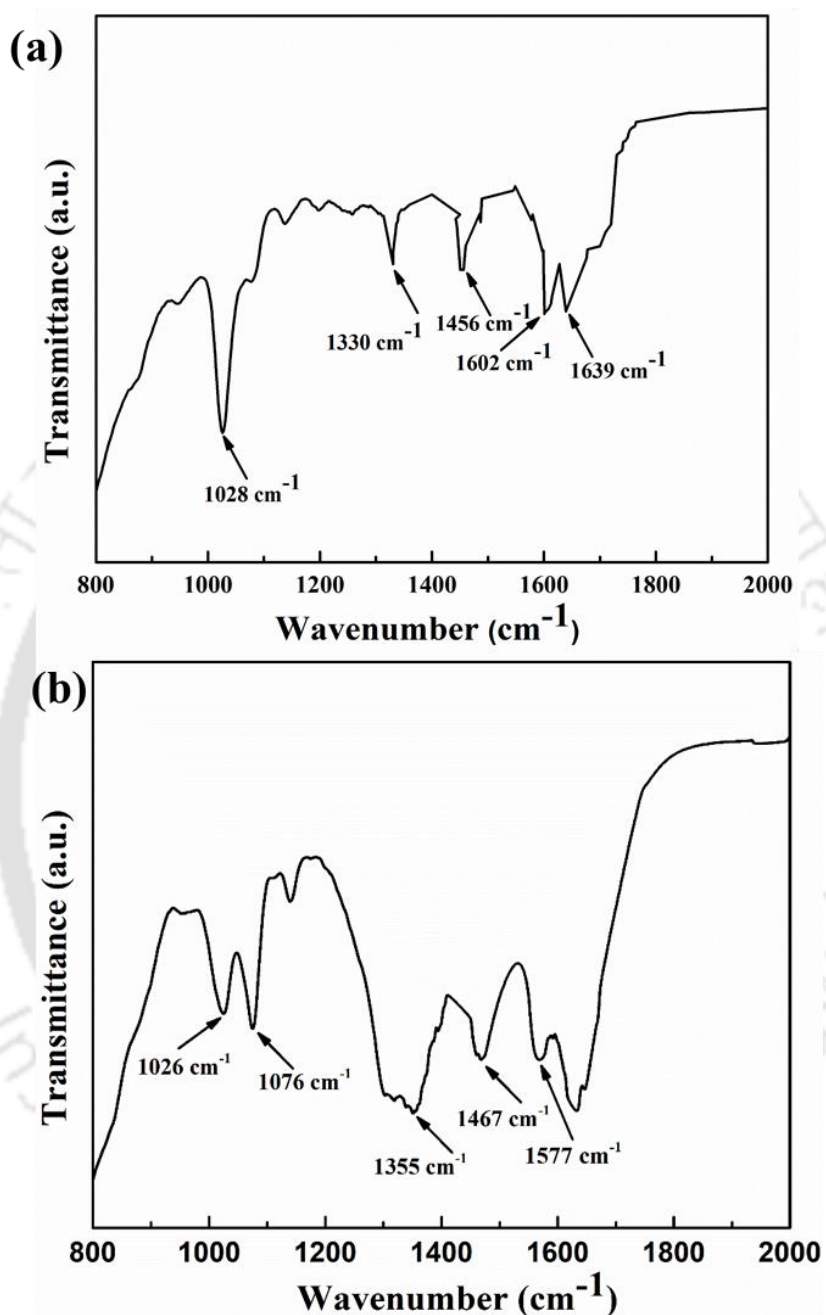 (a)
Transmittance (a.u.)
1028 cm⁻¹
1330 cm⁻¹
1456 cm⁻¹
1602 cm⁻¹
1639 cm⁻¹
800 1000 1200 1400 1600 1800 2000
Wavenumber (cm⁻¹)
(b)
Transmittance (a.u.)
1026 cm⁻¹
1076 cm⁻¹
1355 cm⁻¹
1467 cm⁻¹
1577 cm⁻¹
800 1000 1200 1400 1600 1800 2000
Wavenumber (cm⁻¹)